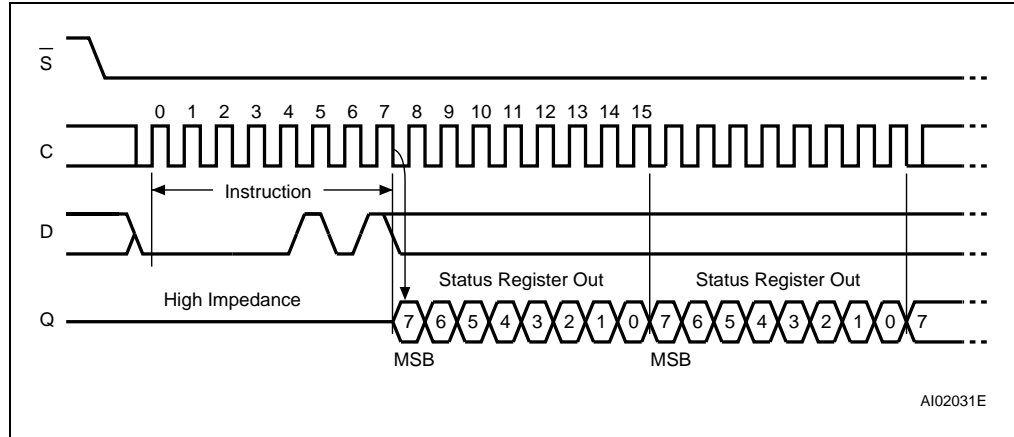 S
0 1 2 3 4 5 6 7 8 9 10 11 12 13 14 15
C
Instruction
D
Status Register Out Status Register Out
High Impedance
Q 7 6 5 4 3 2 1 0 7 6 5 4 3 2 1 0 7
MSB MSB
AI02031E